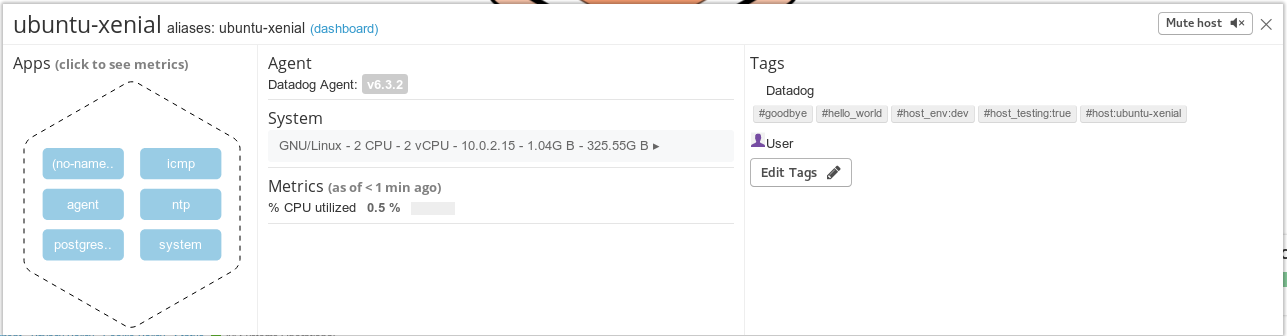 ubuntu-xenial aliases: ubuntu-xenial (dashboard)
Mute host
Apps (click to see metrics)
(no-name..
icmp
agent
ntp
postgres..
system
Agent
Datadog Agent: v6.3.2
System
GNU/Linux - 2 CPU - 2 vCPU - 10.0.2.15 - 1.04G B - 325.55G B ▸
Metrics (as of < 1 min ago)
% CPU utilized 0.5 %
Tags
Datadog
#goodbye #hello_world #host_env:dev #host_testing:true #host:ubuntu-xenial
User
Edit Tags